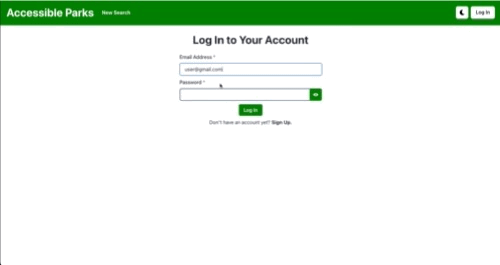 Accessible Parks New Search Log In
Log In to Your Account
Email Address *
user@gmail.com
Password *
Log In
Don't have an account yet? Sign Up.